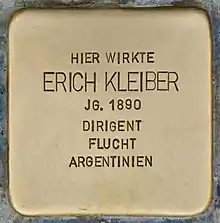 HIER WIRKTE
ERICH KLEIBER
JG. 1890
DIRIGENT
FLUCHT
ARGENTINIEN